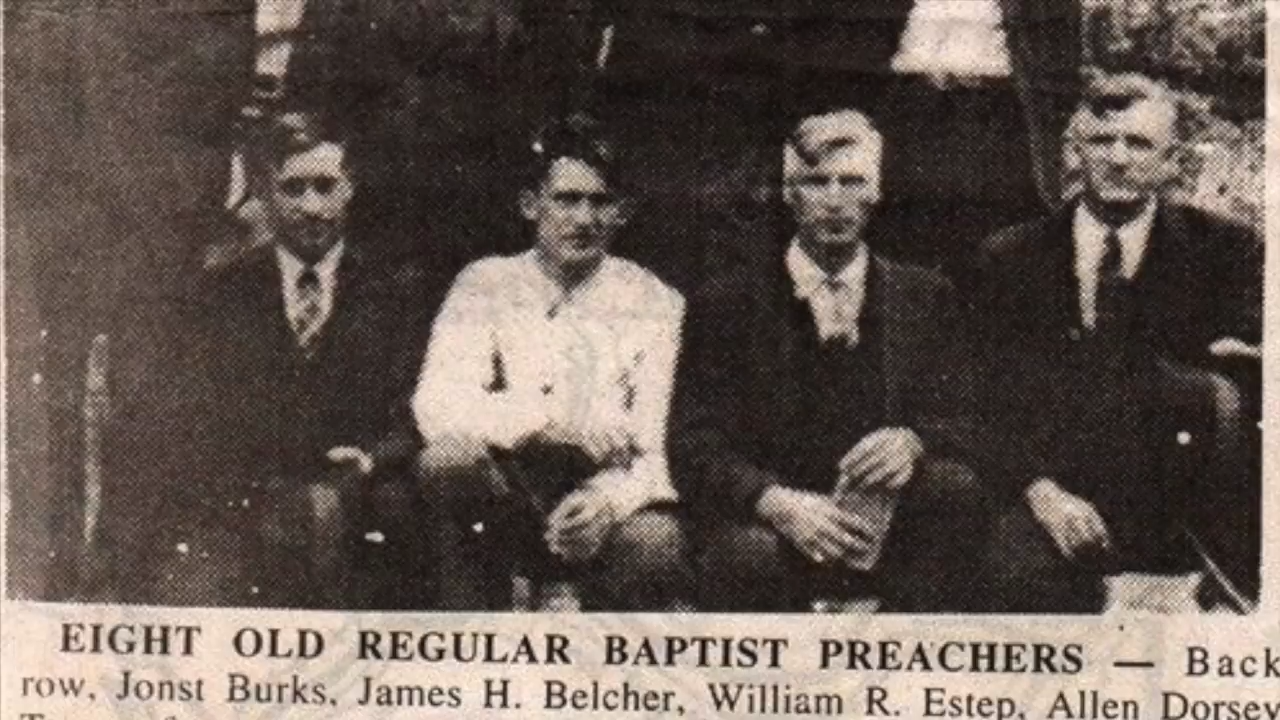 EIGHT OLD REGULAR BAPTIST PREACHERS — Back
row, Jonst Burks, James H. Belcher, William R. Estep, Allen Dorsey